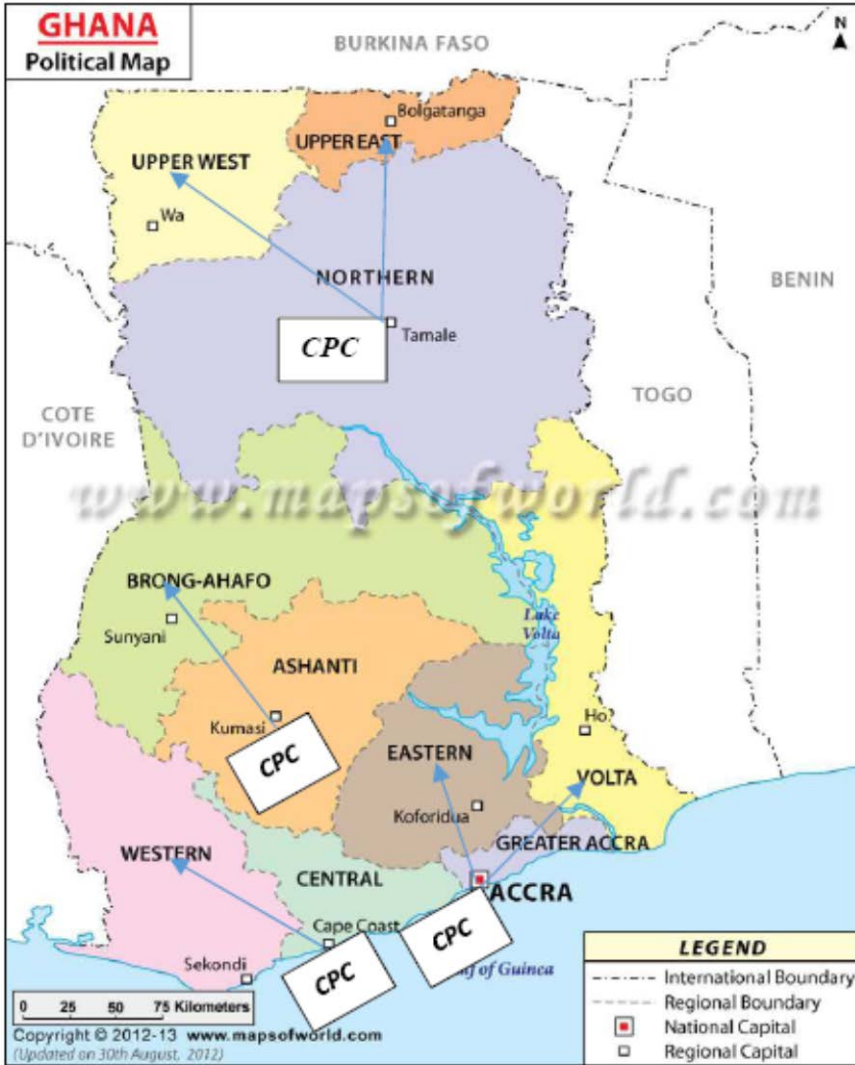 GHANA
Political Map
BURKINA FASO
N
Bolgatanga
UPPER EAST
UPPER WEST
Wa
NORTHERN
BENIN
CPC
Tamale
TOGO
COTE
D'IVOIRE
www.mapsofworld.com
BRONG-AHAFO
Sunyani
Lake
Volta
ASHANTI
Kumasi
CPC
Ho
EASTERN
VOLTA
Koforidua
GREATER ACCRA
WESTERN
CENTRAL
ACCRA
Cape Coast
CPC
CPC
Sekondi
of Guinea
LEGEND
International Boundary
Regional Boundary
National Capital
Regional Capital
0 25 50 75 Kilometers
Copyright © 2012-13 www.mapsofworld.com
(Updated on 30th August, 2012)